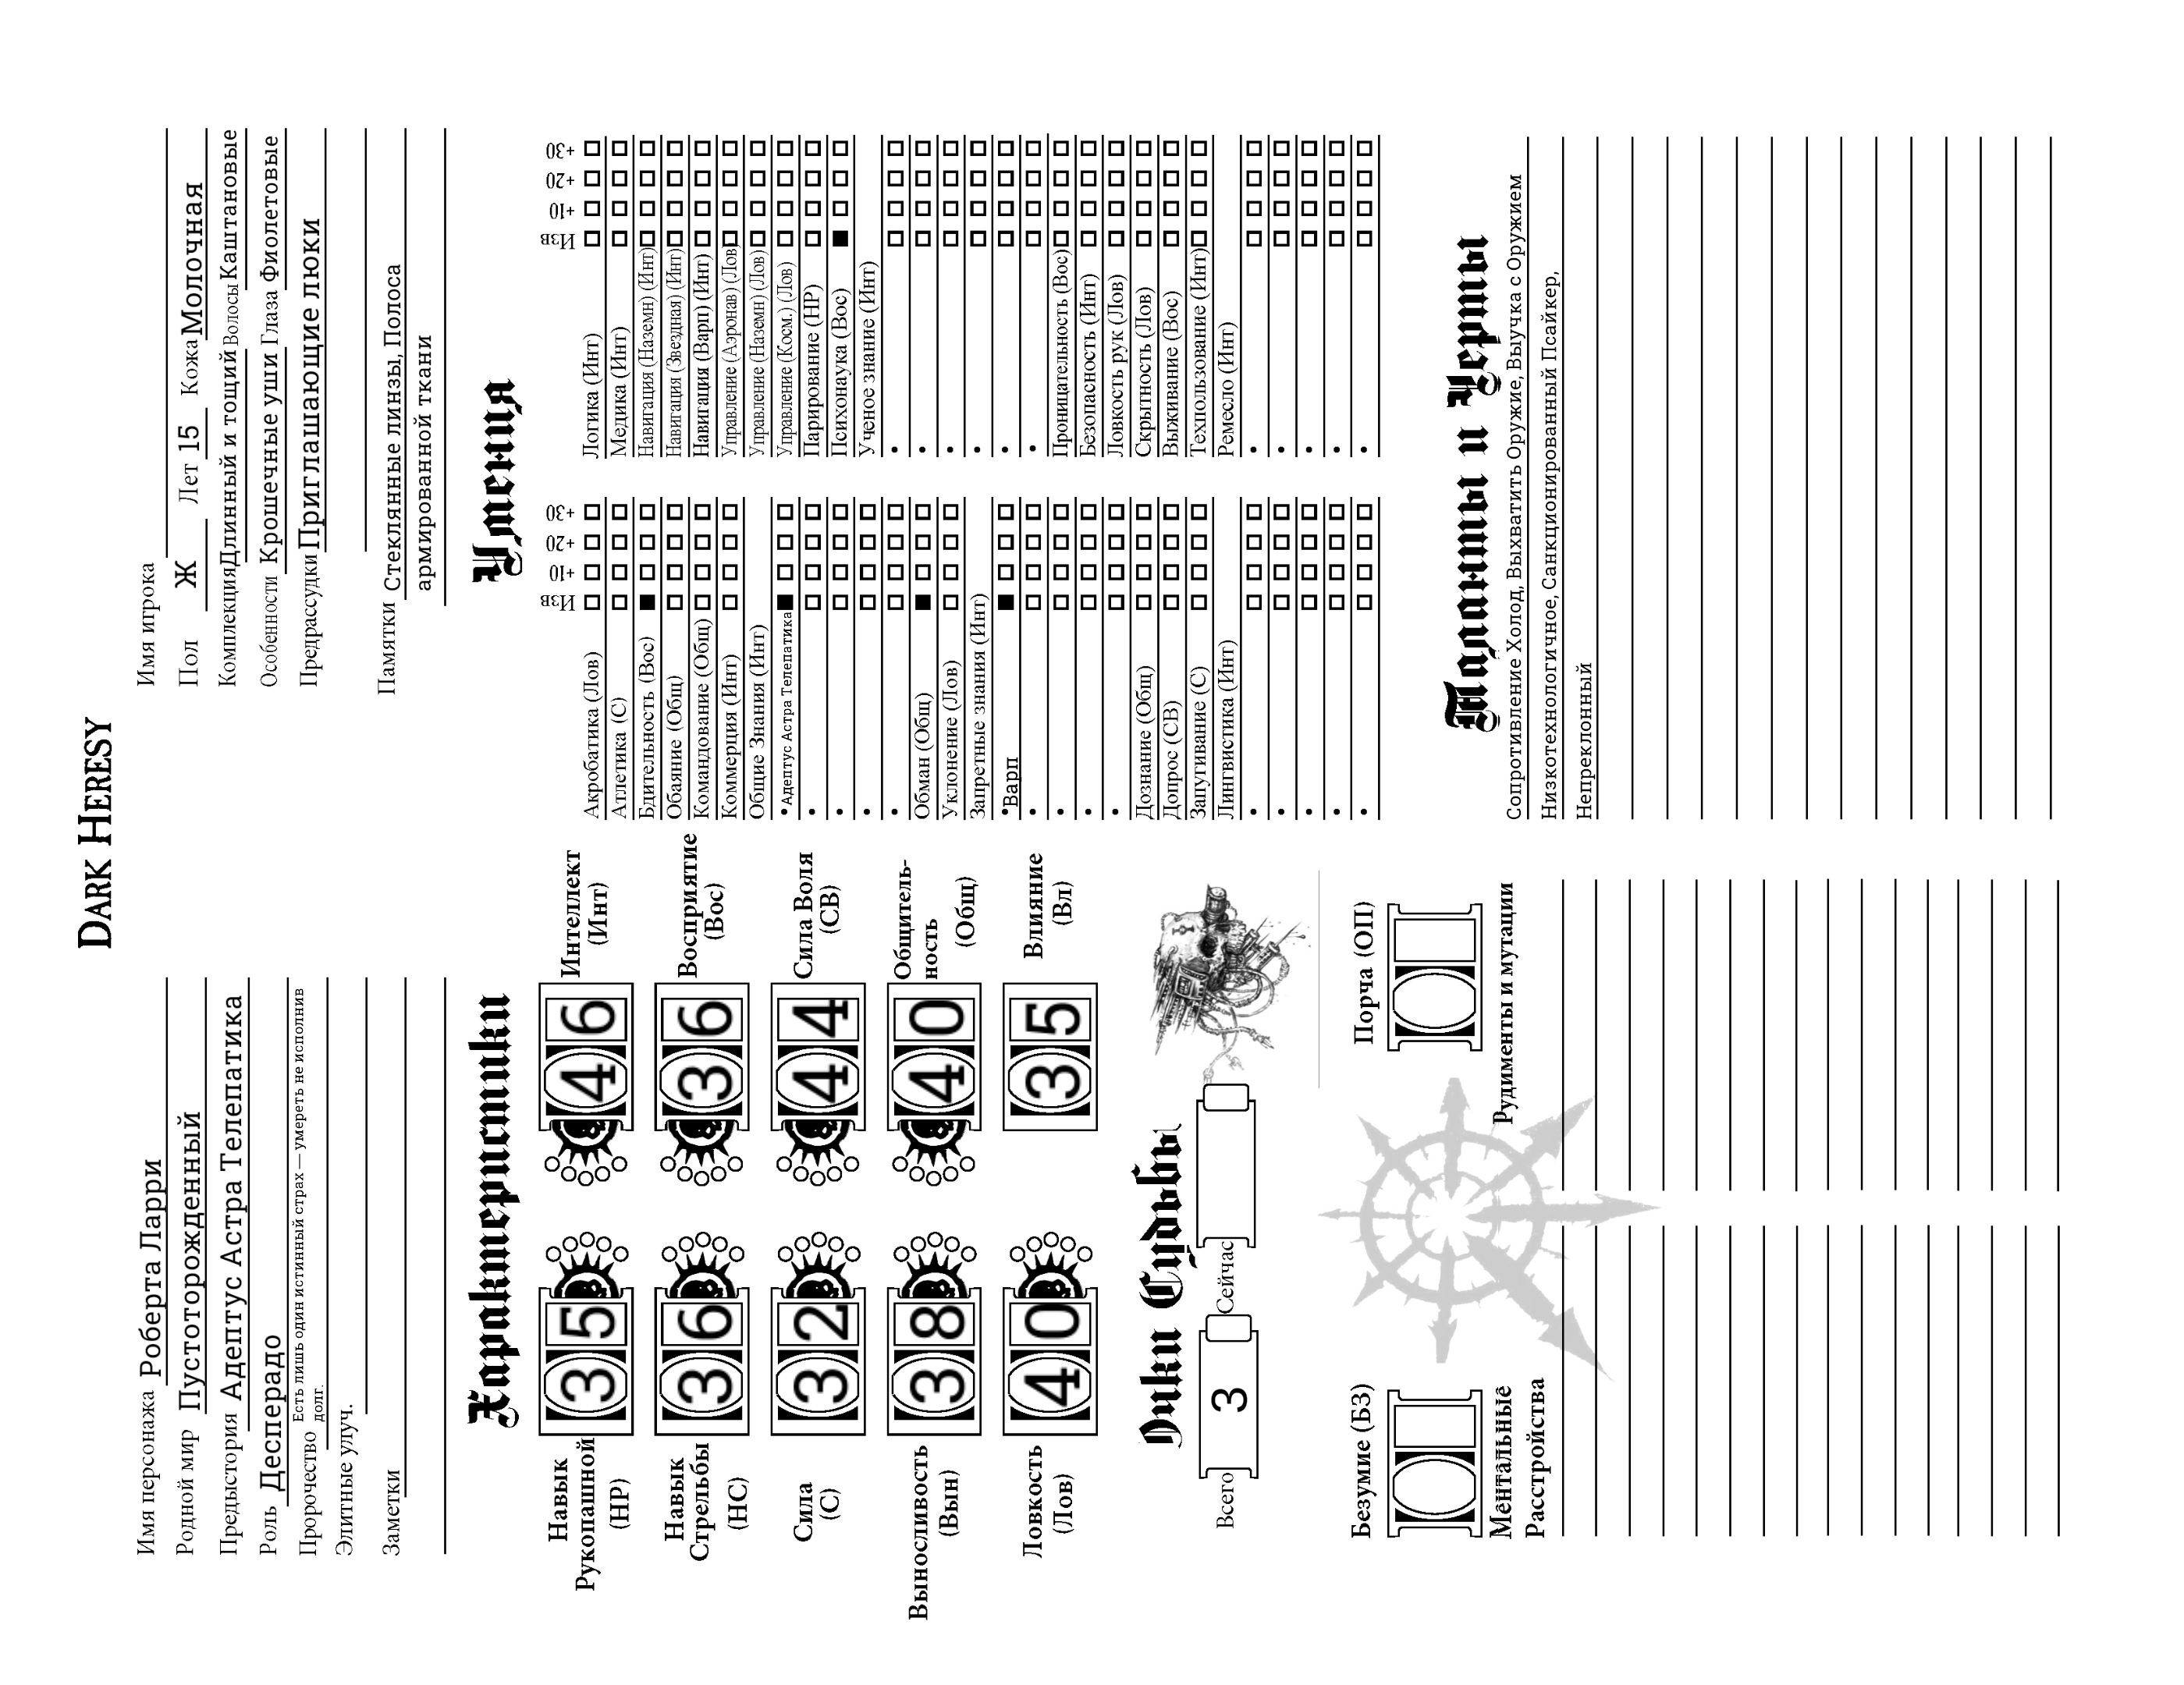 DARK HERESY
Имя персонажа Роберта Ларри
Родной мир Пустоторожденный
Предыстория Адептус Астра Телепатика
Роль Десперадо
Пророчество Есть лишь один истинный страх — умереть не исполнив
долг.
Элитные улуч.
Заметки
Имя игрока
Пол Ж Лет 15 Кожа Молочная
Комплекция Длинный и тощий Волосы Каштановые
Особенности Крошечные уши Глаза Фиолетовые
Предрассудки Приглашающие люки
Памятки Стеклянные линзы, Полоса
армированной ткани
Характеристики
Навык
Рукопашной
(НР)
35
46
Интеллект
(Инт)
Навык
Стрельбы
(НС)
36
36
Восприятие
(Вос)
Сила
(С)
32
44
Сила Воля
(СВ)
Выносливость
(Вын)
38
40
Общитель-
ность
(Общ)
Ловкость
(Лов)
40
35
Влияние
(Вл)
Очки Судьбы
Всего 3 Сейчас
Безумие (БЗ)
Порча (ОП)
Ментальные
Расстройства
Рудименты и мутации
Умения
Изв +10 +20 +30
Акробатика (Лов)
Атлетика (С)
Бдительность (Вос)
Обаяние (Общ)
Командование (Общ)
Коммерция (Инт)
Общие Знания (Инт)
•Адептус Астра Телепатика
•
•
•
•
Обман (Общ)
Уклонение (Лов)
Запретные знания (Инт)
•Варп
•
•
•
•
Дознание (Общ)
Допрос (СВ)
Запугивание (С)
Лингвистика (Инт)
•
•
•
•
•
Изв +10 +20 +30
Логика (Инт)
Медика (Инт)
Навигация (Наземн) (Инт)
Навигация (Звездная) (Инт)
Навигация (Варп) (Инт)
Управление (Аэронав) (Лов)
Управление (Наземн) (Лов)
Управление (Косм.) (Лов)
Парирование (НР)
Психонаука (Вос)
Ученое знание (Инт)
•
•
•
•
•
•
Проницательность (Вос)
Безопасность (Инт)
Ловкость рук (Лов)
Скрытность (Лов)
Выживание (Вос)
Техпользование (Инт)
Ремесло (Инт)
•
•
•
•
•
Таланты и Черты
Сопротивление Холод, Выхватить Оружие, Выучка с Оружием
Низкотехнологичное, Санкционированный Псайкер,
Непреклонный